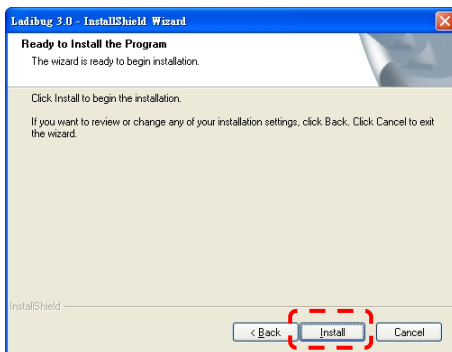 Ladibug 3.0 - InstallShield Wizard
Ready to Install the Program
The wizard is ready to begin installation.
Click Install to begin the installation.
If you want to review or change any of your installation settings, click Back. Click Cancel to exit
the wizard.
InstallShield
< Back Install Cancel